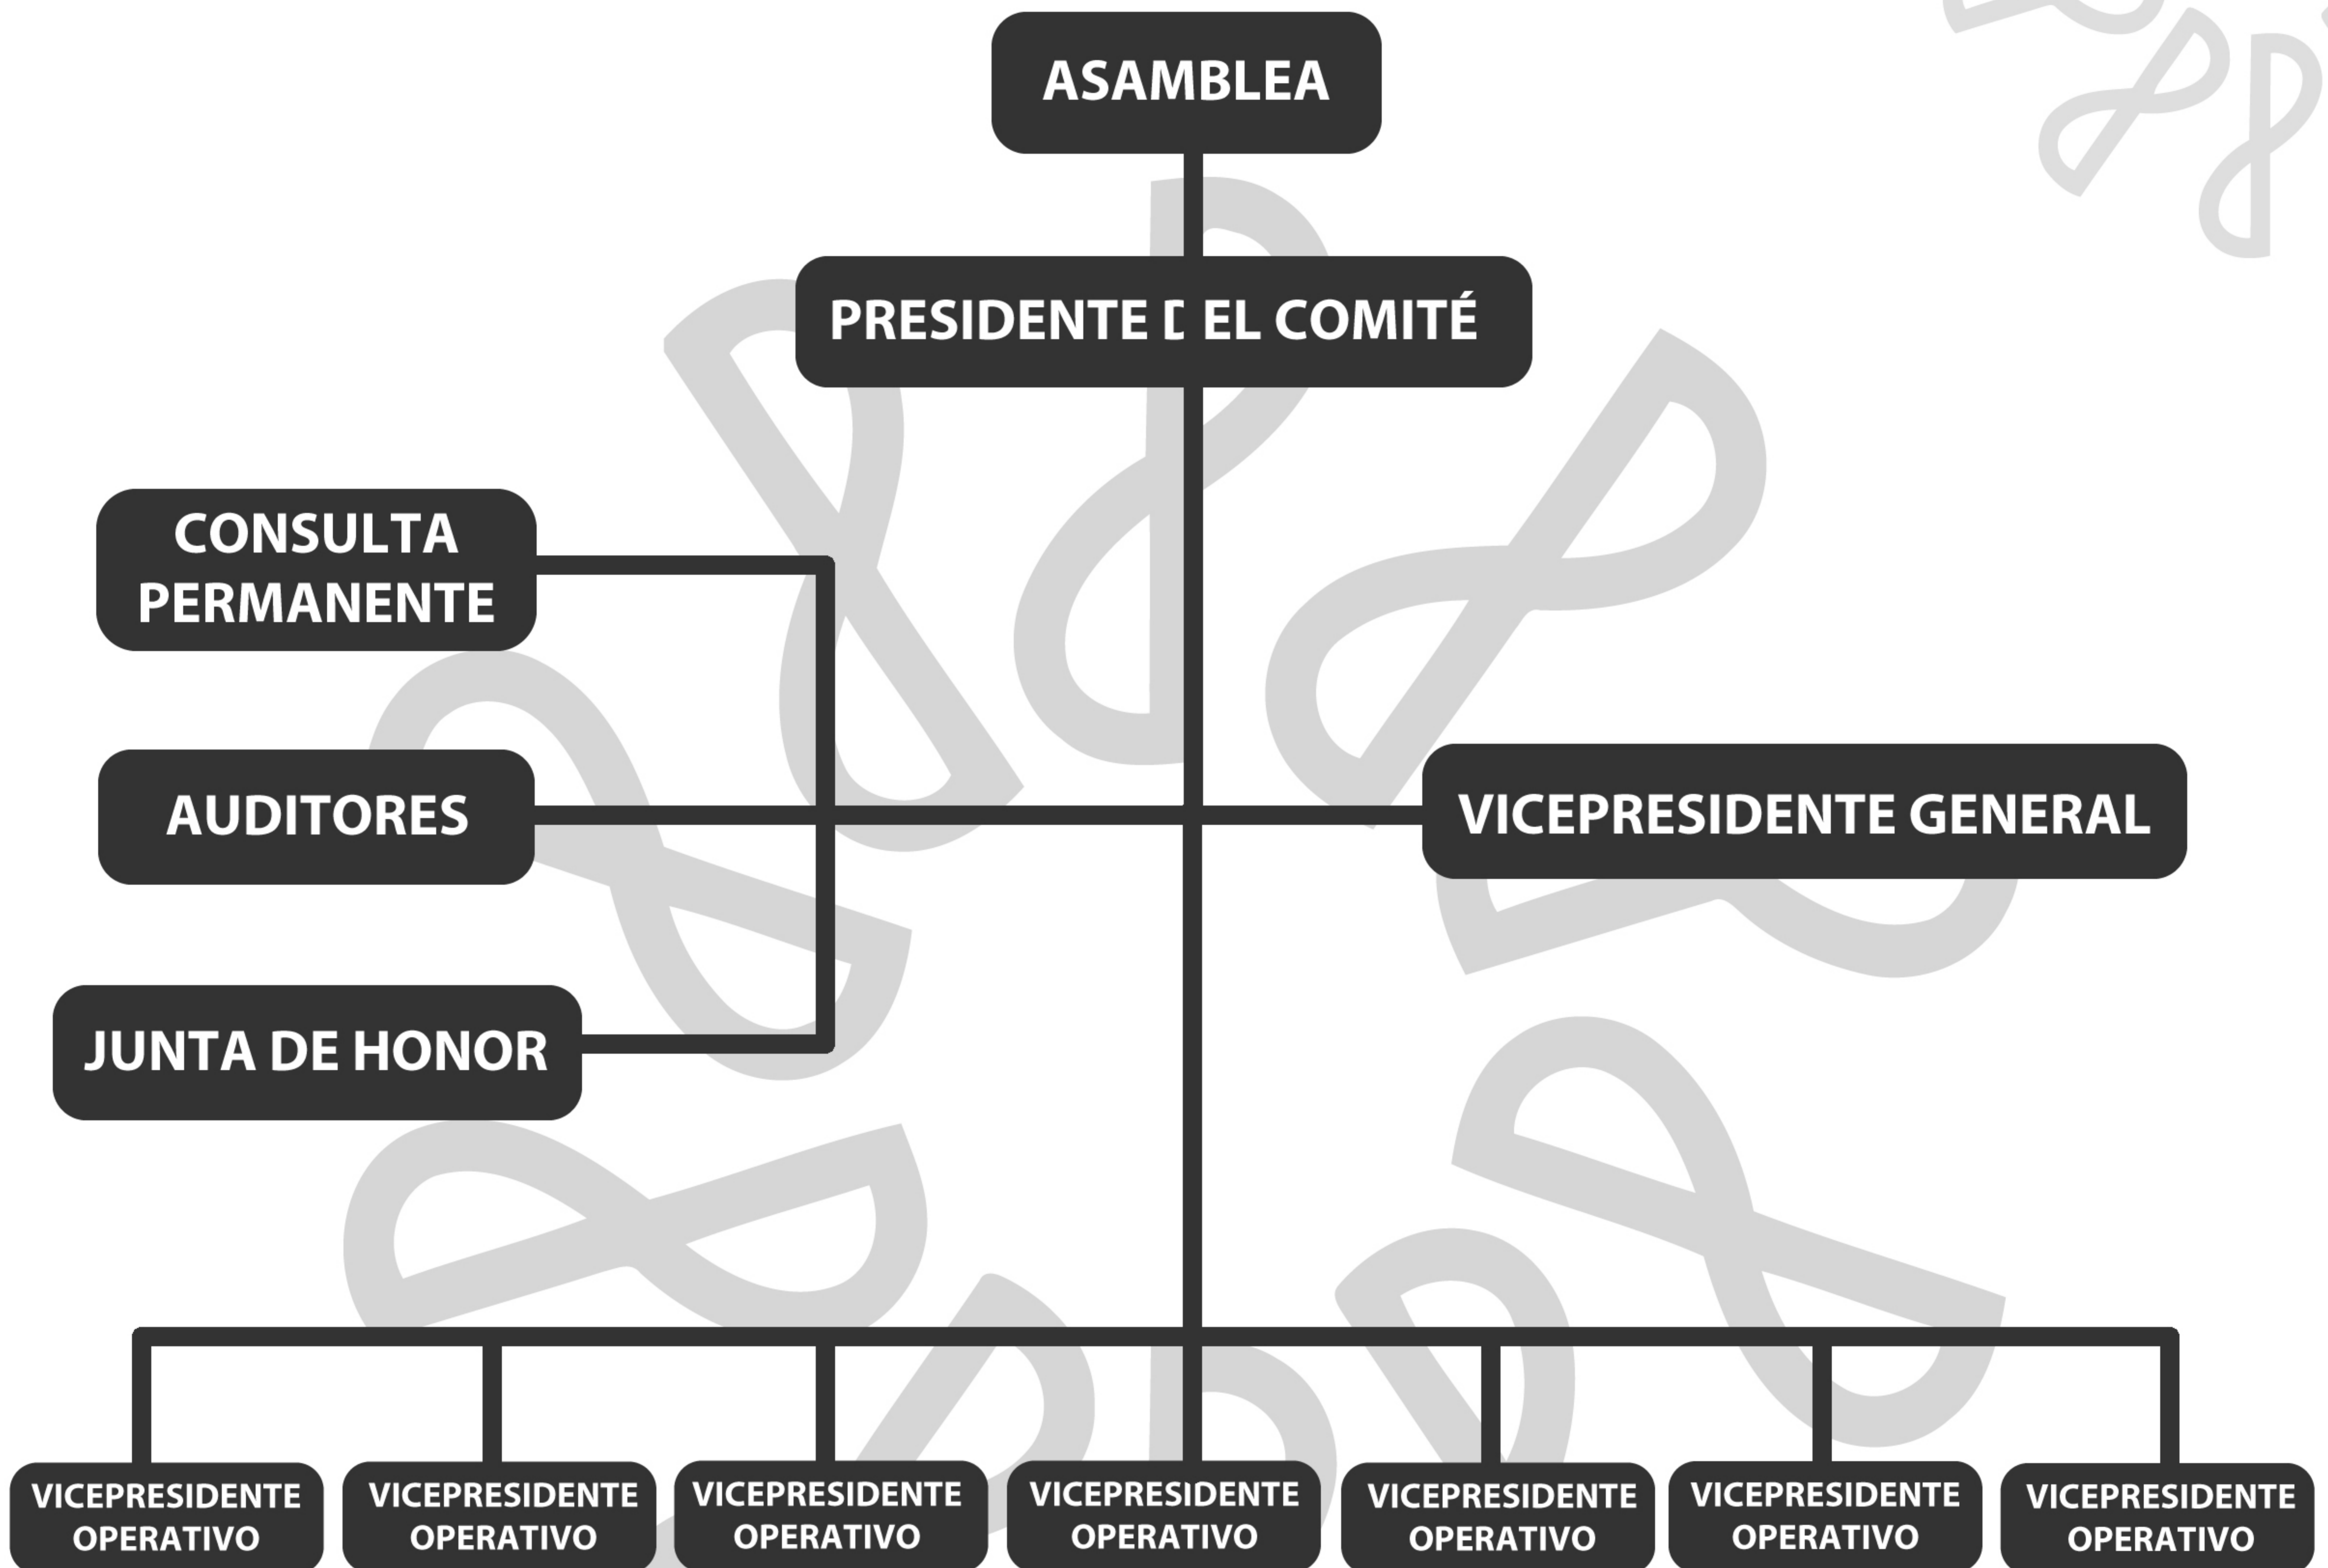 ASAMBLEA
PRESIDENTE DEL COMITÉ
CONSULTA
PERMANENTE
AUDITORES
VICEPRESIDENTE GENERAL
JUNTA DE HONOR
VICEPRESIDENTE
OPERATIVO
VICEPRESIDENTE
OPERATIVO
VICEPRESIDENTE
OPERATIVO
VICEPRESIDENTE
OPERATIVO
VICEPRESIDENTE
OPERATIVO
VICEPRESIDENTE
OPERATIVO
VICEPRESIDENTE
OPERATIVO